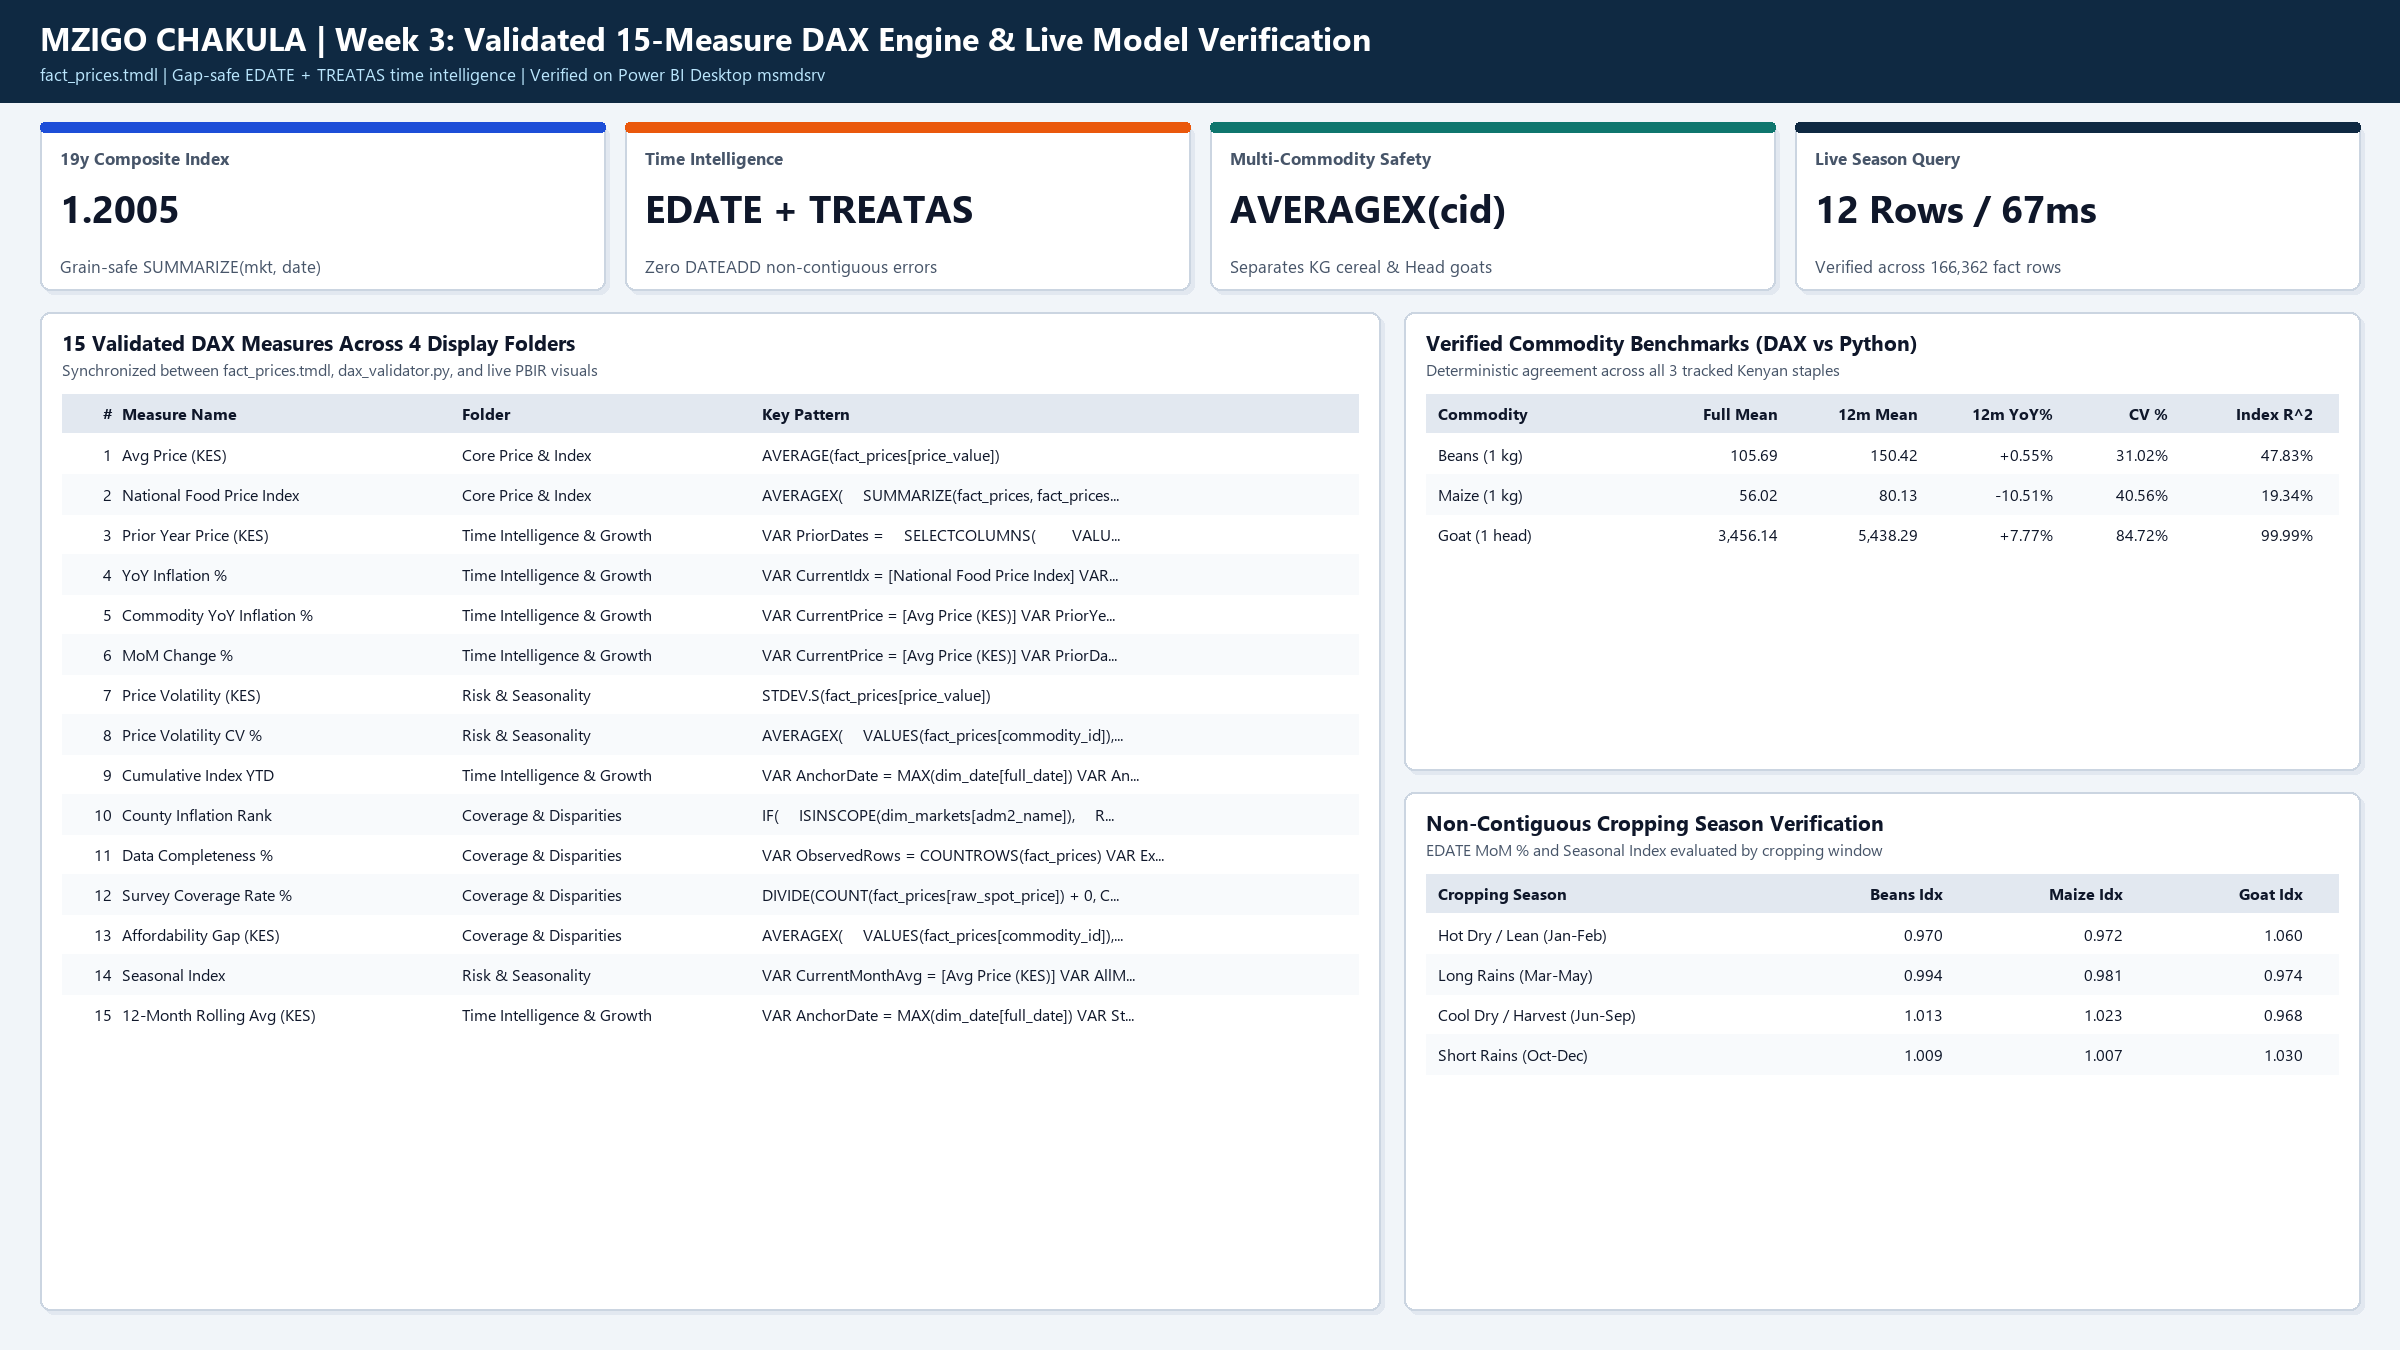 MZIGO CHAKULA | Week 3: Validated 15-Measure DAX Engine & Live Model Verification
fact_prices.tmdl | Gap-safe EDATE + TREATAS time intelligence | Verified on Power BI Desktop msmdsrv
19y Composite Index
1.2005
Grain-safe SUMMARIZE(mkt, date)
Time Intelligence
EDATE + TREATAS
Zero DATEADD non-contiguous errors
Multi-Commodity Safety
AVERAGEX(cid)
Separates KG cereal & Head goats
Live Season Query
12 Rows / 67ms
Verified across 166,362 fact rows
15 Validated DAX Measures Across 4 Display Folders
Synchronized between fact_prices.tmdl, dax_validator.py, and live PBIR visuals
# Measure Name Folder Key Pattern
1 Avg Price (KES) Core Price & Index AVERAGE(fact_prices[price_value])
2 National Food Price Index Core Price & Index AVERAGEX( SUMMARIZE(fact_prices, fact_prices...
3 Prior Year Price (KES) Time Intelligence & Growth VAR PriorDates = SELECTCOLUMNS( VALU...
4 YoY Inflation % Time Intelligence & Growth VAR CurrentIdx = [National Food Price Index] VAR...
5 Commodity YoY Inflation % Time Intelligence & Growth VAR CurrentPrice = [Avg Price (KES)] VAR PriorYe...
6 MoM Change % Time Intelligence & Growth VAR CurrentPrice = [Avg Price (KES)] VAR PriorDa...
7 Price Volatility (KES) Risk & Seasonality STDEV.S(fact_prices[price_value])
8 Price Volatility CV % Risk & Seasonality AVERAGEX( VALUES(fact_prices[commodity_id]),...
9 Cumulative Index YTD Time Intelligence & Growth VAR AnchorDate = MAX(dim_date[full_date]) VAR An...
10 County Inflation Rank Coverage & Disparities IF( ISINSCOPE(dim_markets[adm2_name]), R...
11 Data Completeness % Coverage & Disparities VAR ObservedRows = COUNTROWS(fact_prices) VAR Ex...
12 Survey Coverage Rate % Coverage & Disparities DIVIDE(COUNT(fact_prices[raw_spot_price]) + 0, C...
13 Affordability Gap (KES) Coverage & Disparities AVERAGEX( VALUES(fact_prices[commodity_id]),...
14 Seasonal Index Risk & Seasonality VAR CurrentMonthAvg = [Avg Price (KES)] VAR AllM...
15 12-Month Rolling Avg (KES) Time Intelligence & Growth VAR AnchorDate = MAX(dim_date[full_date]) VAR St...
Verified Commodity Benchmarks (DAX vs Python)
Deterministic agreement across all 3 tracked Kenyan staples
Commodity Full Mean 12m Mean 12m YoY% CV % Index R^2
Beans (1 kg) 105.69 150.42 +0.55% 31.02% 47.83%
Maize (1 kg) 56.02 80.13 -10.51% 40.56% 19.34%
Goat (1 head) 3,456.14 5,438.29 +7.77% 84.72% 99.99%
Non-Contiguous Cropping Season Verification
EDATE MoM % and Seasonal Index evaluated by cropping window
Cropping Season Beans Idx Maize Idx Goat Idx
Hot Dry / Lean (Jan-Feb) 0.970 0.972 1.060
Long Rains (Mar-May) 0.994 0.981 0.974
Cool Dry / Harvest (Jun-Sep) 1.013 1.023 0.968
Short Rains (Oct-Dec) 1.009 1.007 1.030